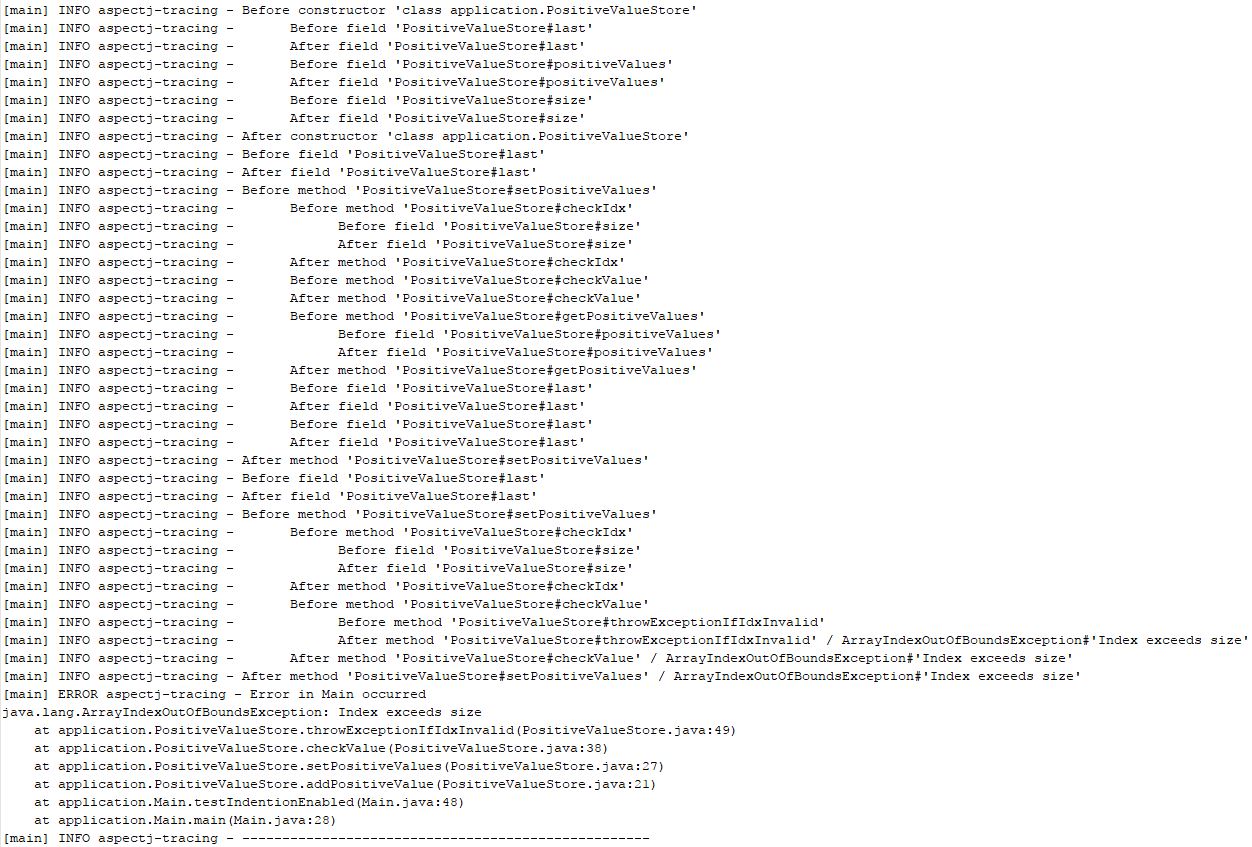 [main] INFO aspectj-tracing - Before constructor 'class application.PositiveValueStore'
[main] INFO aspectj-tracing -       Before field 'PositiveValueStore#last'
[main] INFO aspectj-tracing -       After field 'PositiveValueStore#last'
[main] INFO aspectj-tracing -       Before field 'PositiveValueStore#positiveValues'
[main] INFO aspectj-tracing -       After field 'PositiveValueStore#positiveValues'
[main] INFO aspectj-tracing -       Before field 'PositiveValueStore#size'
[main] INFO aspectj-tracing -       After field 'PositiveValueStore#size'
[main] INFO aspectj-tracing - After constructor 'class application.PositiveValueStore'
[main] INFO aspectj-tracing - Before field 'PositiveValueStore#last'
[main] INFO aspectj-tracing - After field 'PositiveValueStore#last'
[main] INFO aspectj-tracing - Before method 'PositiveValueStore#setPositiveValues'
[main] INFO aspectj-tracing -       Before method 'PositiveValueStore#checkIdx'
[main] INFO aspectj-tracing -             Before field 'PositiveValueStore#size'
[main] INFO aspectj-tracing -             After field 'PositiveValueStore#size'
[main] INFO aspectj-tracing -       After method 'PositiveValueStore#checkIdx'
[main] INFO aspectj-tracing -       Before method 'PositiveValueStore#checkValue'
[main] INFO aspectj-tracing -       After method 'PositiveValueStore#checkValue'
[main] INFO aspectj-tracing -       Before method 'PositiveValueStore#getPositiveValues'
[main] INFO aspectj-tracing -             Before field 'PositiveValueStore#positiveValues'
[main] INFO aspectj-tracing -             After field 'PositiveValueStore#positiveValues'
[main] INFO aspectj-tracing -       After method 'PositiveValueStore#getPositiveValues'
[main] INFO aspectj-tracing -       Before field 'PositiveValueStore#last'
[main] INFO aspectj-tracing -       After field 'PositiveValueStore#last'
[main] INFO aspectj-tracing -       Before field 'PositiveValueStore#last'
[main] INFO aspectj-tracing -       After field 'PositiveValueStore#last'
[main] INFO aspectj-tracing - After method 'PositiveValueStore#setPositiveValues'
[main] INFO aspectj-tracing - Before field 'PositiveValueStore#last'
[main] INFO aspectj-tracing - After field 'PositiveValueStore#last'
[main] INFO aspectj-tracing - Before method 'PositiveValueStore#setPositiveValues'
[main] INFO aspectj-tracing -       Before method 'PositiveValueStore#checkIdx'
[main] INFO aspectj-tracing -             Before field 'PositiveValueStore#size'
[main] INFO aspectj-tracing -             After field 'PositiveValueStore#size'
[main] INFO aspectj-tracing -       After method 'PositiveValueStore#checkIdx'
[main] INFO aspectj-tracing -       Before method 'PositiveValueStore#checkValue'
[main] INFO aspectj-tracing -             Before method 'PositiveValueStore#throwExceptionIfIdxInvalid'
[main] INFO aspectj-tracing -             After method 'PositiveValueStore#throwExceptionIfIdxInvalid' / ArrayIndexOutOfBoundsException#'Index exceeds size'
[main] INFO aspectj-tracing -       After method 'PositiveValueStore#checkValue' / ArrayIndexOutOfBoundsException#'Index exceeds size'
[main] INFO aspectj-tracing - After method 'PositiveValueStore#setPositiveValues' / ArrayIndexOutOfBoundsException#'Index exceeds size'
[main] ERROR aspectj-tracing - Error in Main occurred
java.lang.ArrayIndexOutOfBoundsException: Index exceeds size
    at application.PositiveValueStore.throwExceptionIfIdxInvalid(PositiveValueStore.java:49)
    at application.PositiveValueStore.checkValue(PositiveValueStore.java:38)
    at application.PositiveValueStore.setPositiveValues(PositiveValueStore.java:27)
    at application.PositiveValueStore.addPositiveValue(PositiveValueStore.java:21)
    at application.Main.testIndentionEnabled(Main.java:48)
    at application.Main.main(Main.java:28)
[main] INFO aspectj-tracing - ---------------------------------------------------